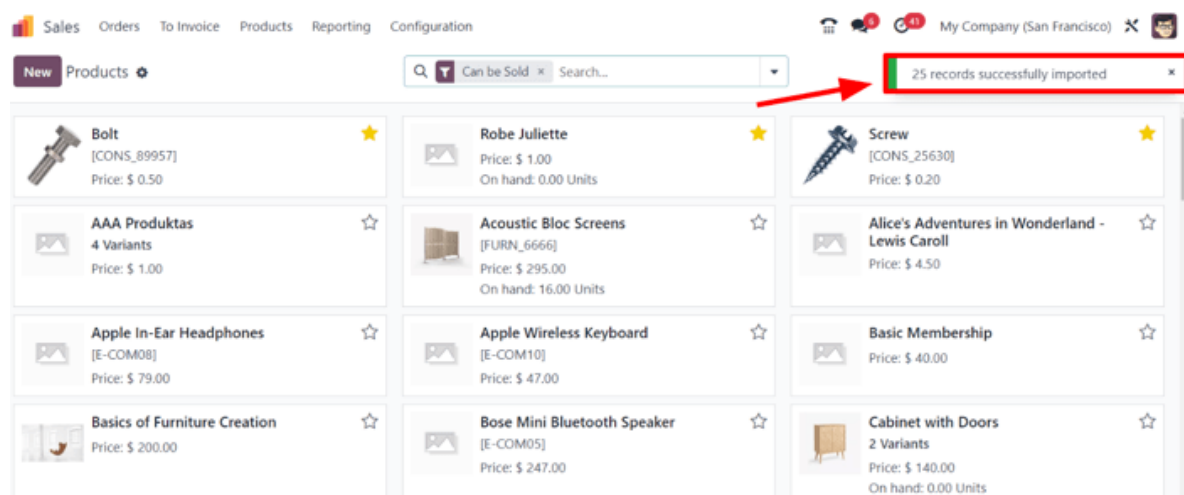 Sales Orders To Invoice Products Reporting Configuration 6 41 My Company (San Francisco)
New Products Can be Sold × Search... 25 records successfully imported ×
Bolt
[CONS_89957]
Price: $ 0.50
Robe Juliette
Price: $ 1.00
On hand: 0.00 Units
Screw
[CONS_25630]
Price: $ 0.20
AAA Produktas
4 Variants
Price: $ 1.00
Acoustic Bloc Screens
[FURN_6666]
Price: $ 295.00
On hand: 16.00 Units
Alice's Adventures in Wonderland -
Lewis Caroll
Price: $ 4.50
Apple In-Ear Headphones
[E-COM08]
Price: $ 79.00
Apple Wireless Keyboard
[E-COM10]
Price: $ 47.00
Basic Membership
Price: $ 40.00
Basics of Furniture Creation
Price: $ 200.00
Bose Mini Bluetooth Speaker
[E-COM05]
Price: $ 247.00
Cabinet with Doors
2 Variants
Price: $ 140.00
On hand: 0.00 Units